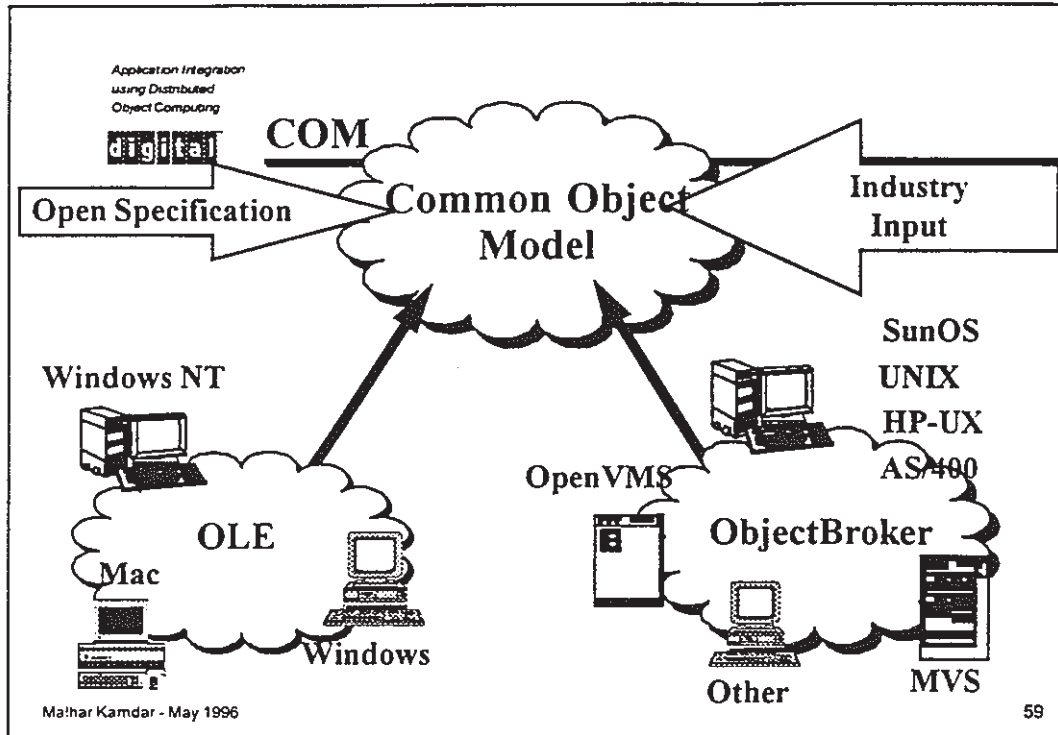 Application Integration
using Distributed
Object Computing
digital
COM
Open Specification
Common Object
Model
Industry
Input
Windows NT
OLE
Mac
Windows
SunOS
UNIX
HP-UX
AS/400
OpenVMS
ObjectBroker
Other
MVS
Malhar Kamdar - May 1996
59